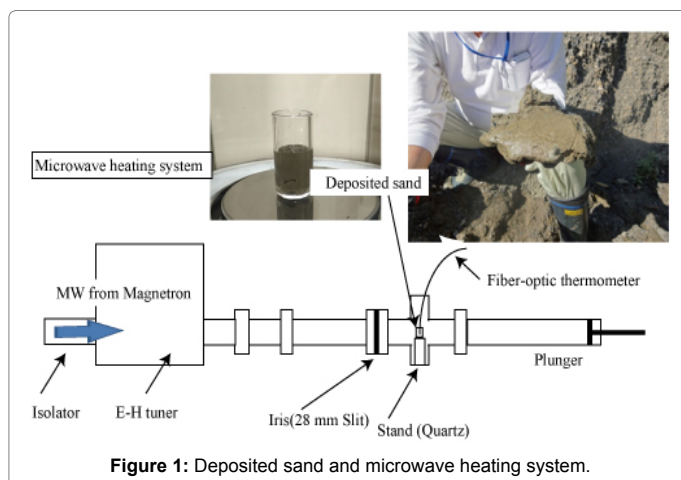 Microwave heating system
Deposited sand
Fiber-optic thermometer
MW from Magnetron
Plunger
Isolator
E-H tuner
Iris(28 mm Slit)
Stand (Quartz)
Figure 1: Deposited sand and microwave heating system.